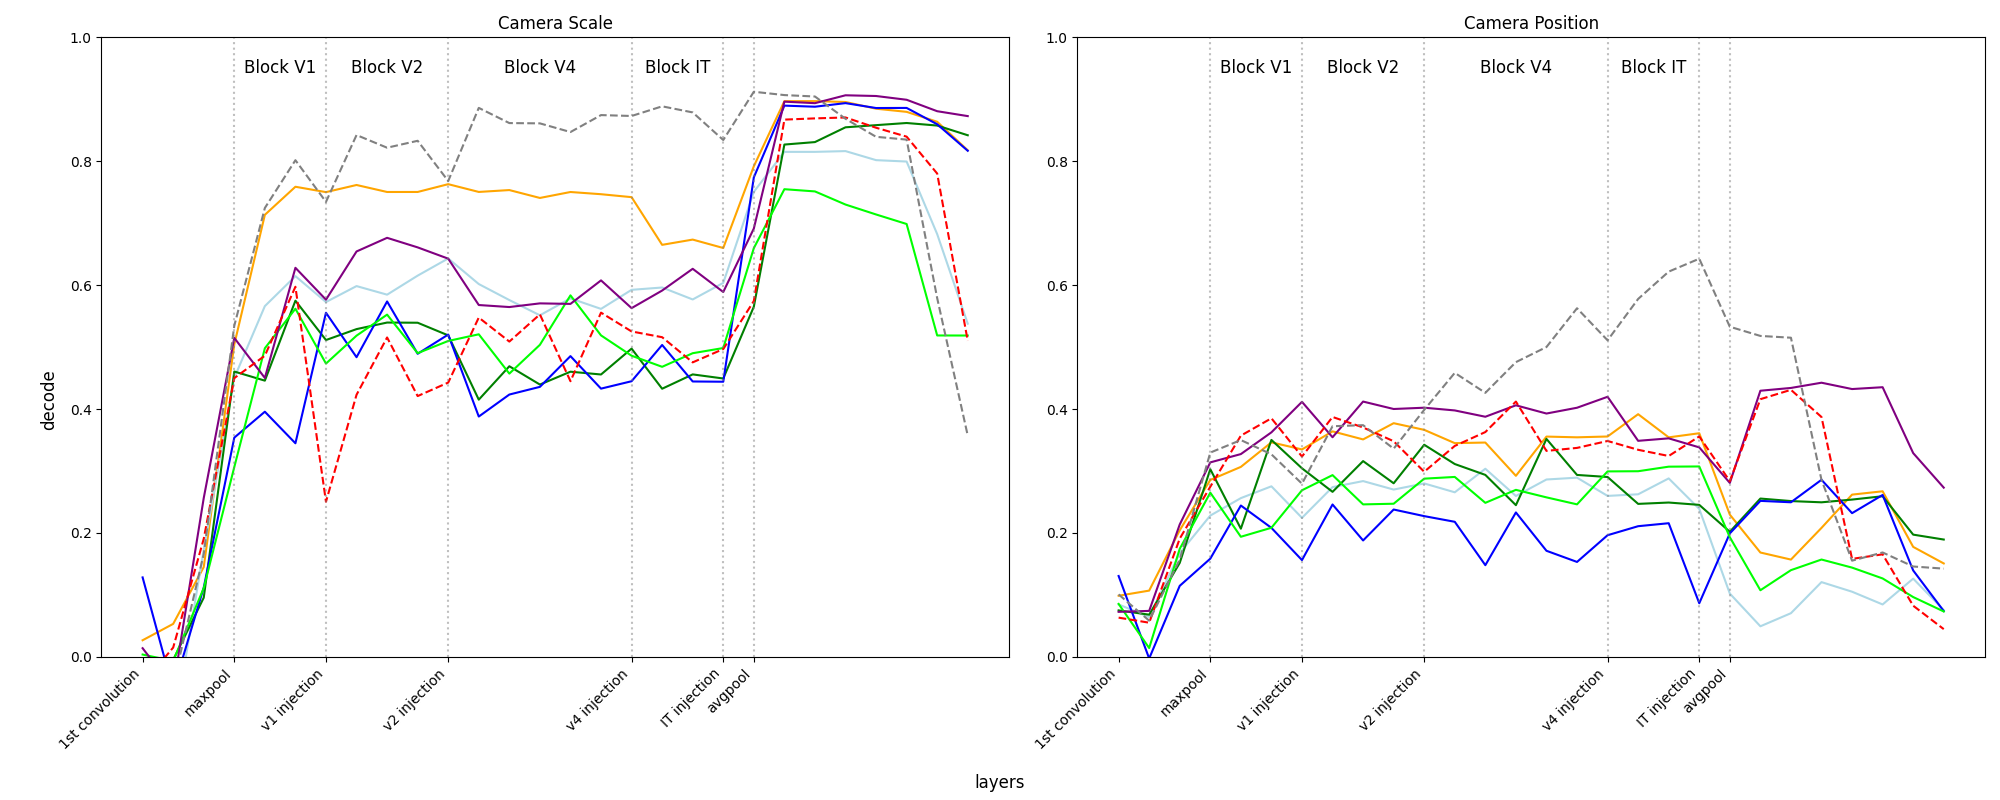 Camera Scale
Camera Position
1.0
0.8
0.6
0.4
0.2
0.0
decode
Block V1
Block V2
Block V4
Block IT
1st convolution
maxpool
v1 injection
v2 injection
v4 injection
IT injection
avgpool
1.0
0.8
0.6
0.4
0.2
0.0
Block V1
Block V2
Block V4
Block IT
1st convolution
maxpool
v1 injection
v2 injection
v4 injection
IT injection
avgpool
layers